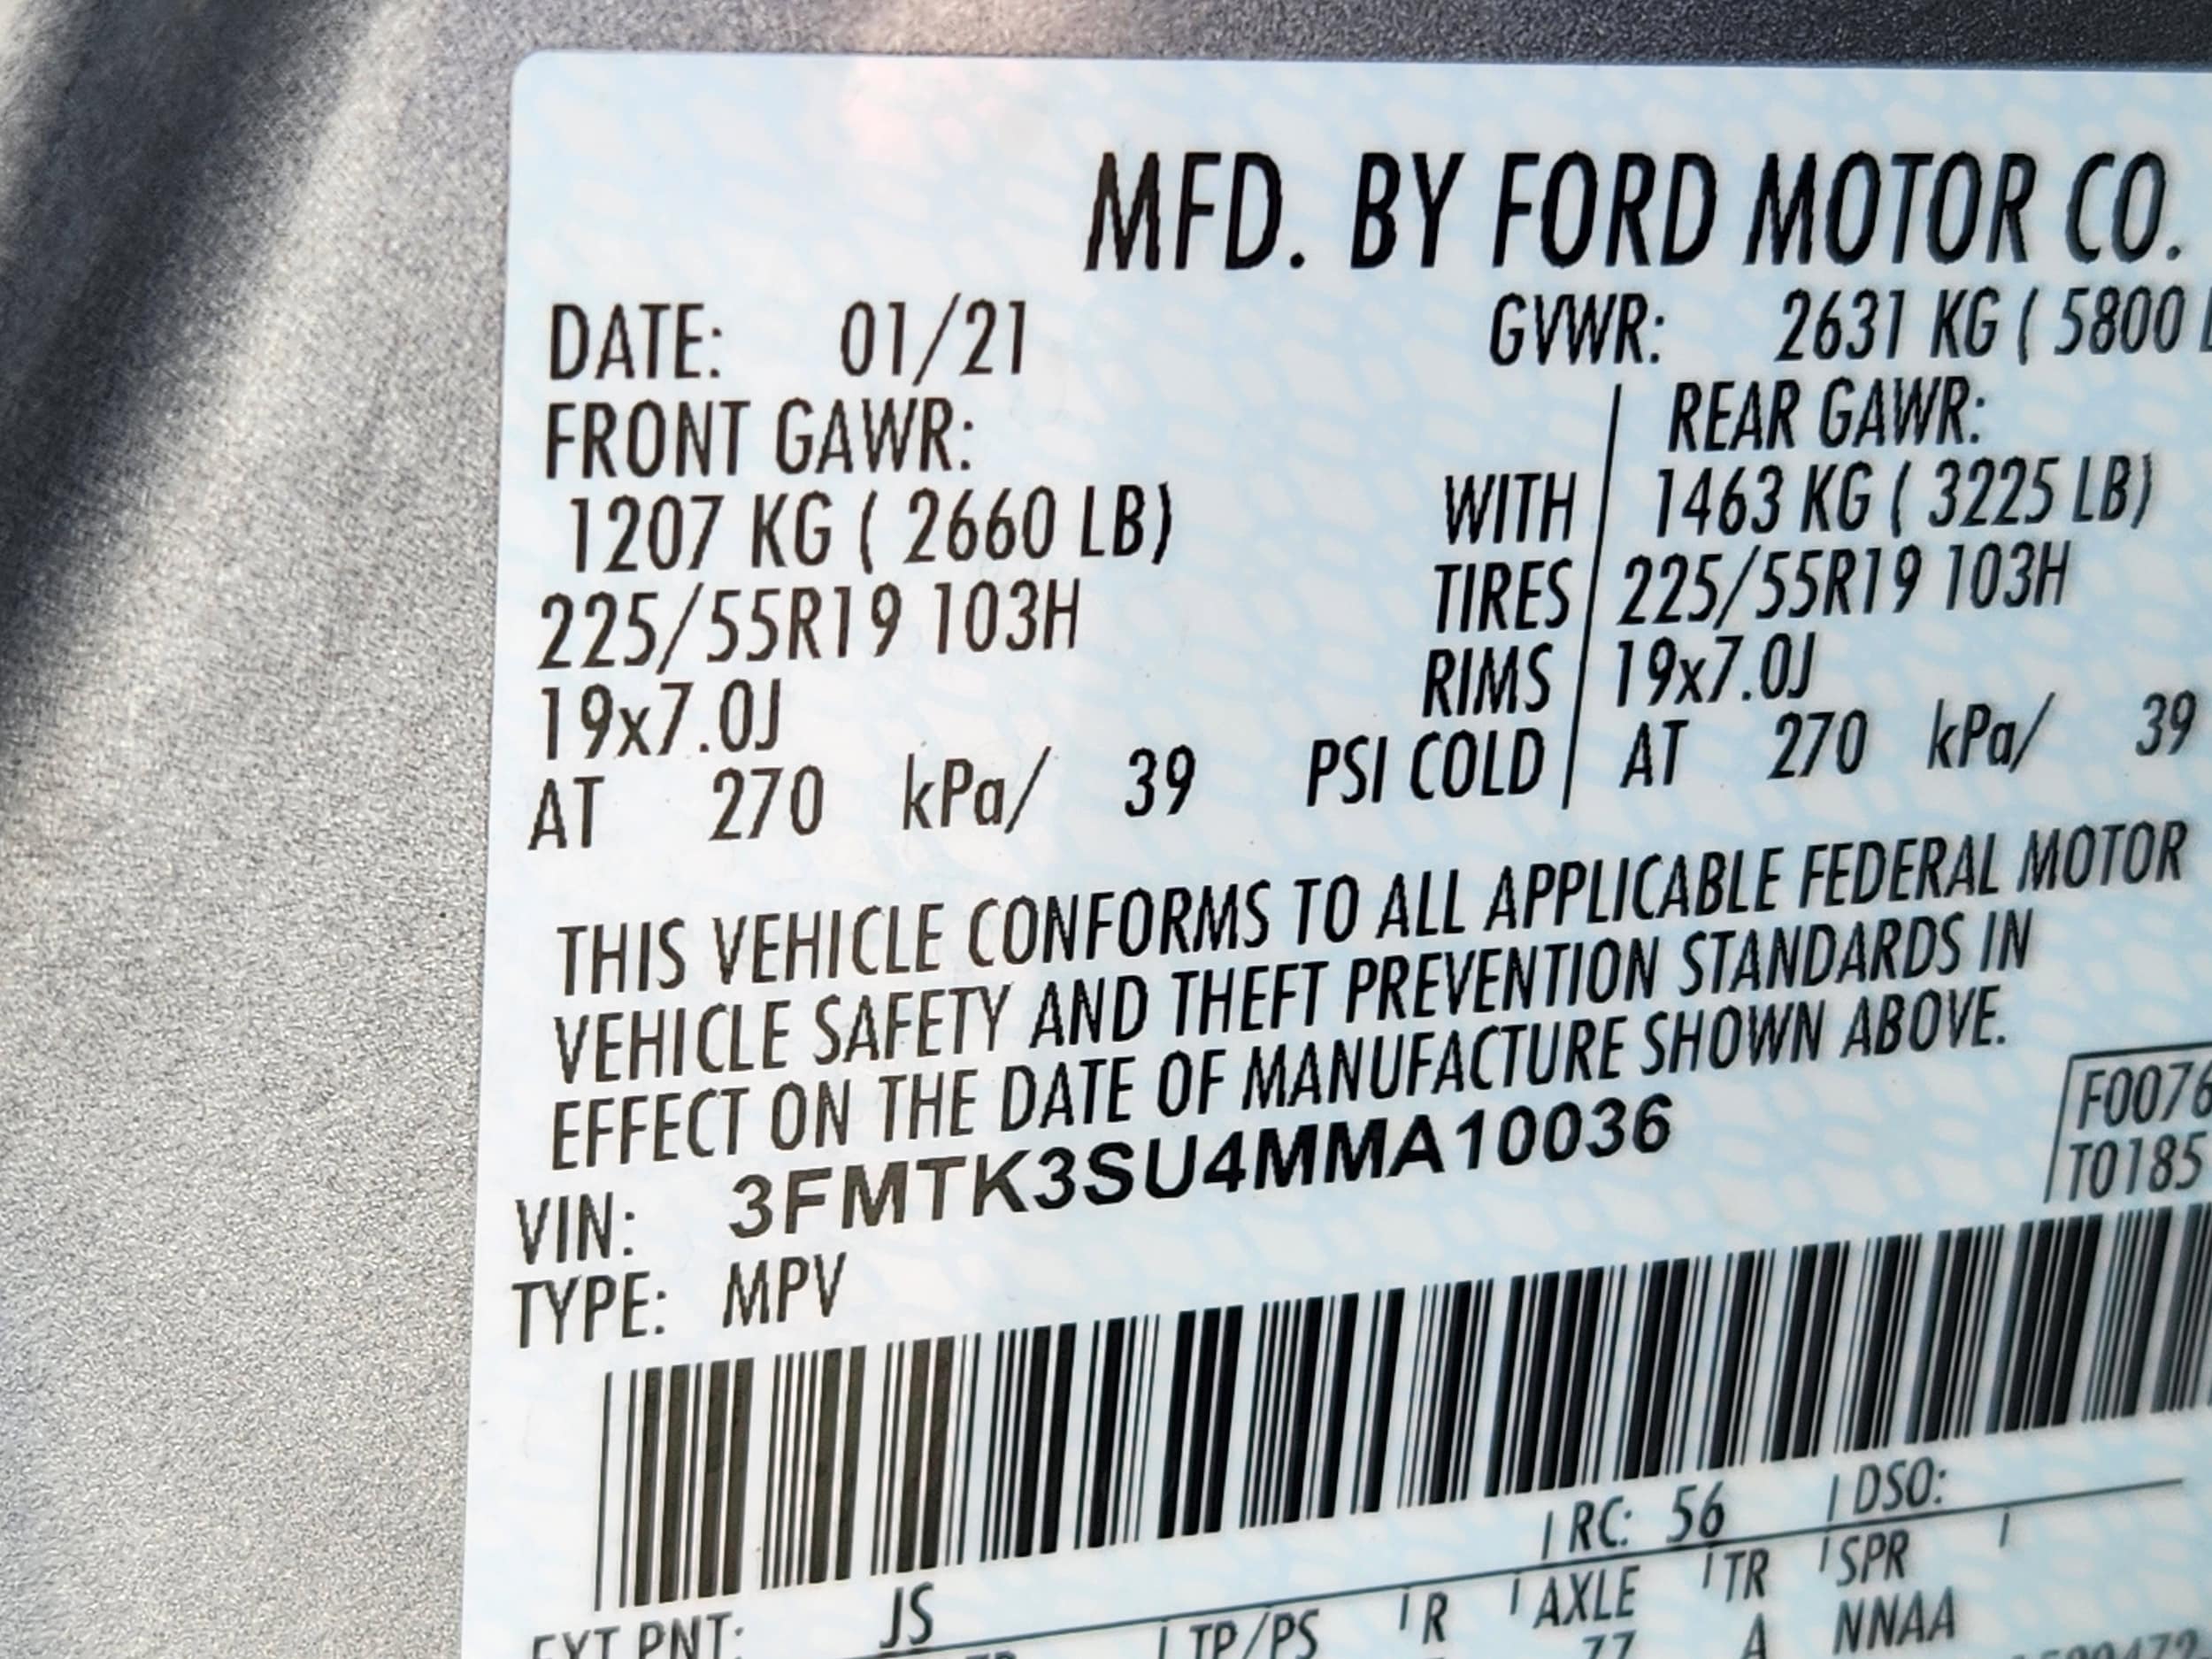 MFD. BY FORD MOTOR CO.
DATE: 01/21 GVWR: 2631 KG ( 5800
FRONT GAWR: REAR GAWR:
1207 KG ( 2660 LB) WITH 1463 KG ( 3225 LB)
225/55R19 103H TIRES 225/55R19 103H
19x7.0J RIMS 19x7.0J
AT 270 kPa/ 39 PSI COLD AT 270 kPa/ 39
THIS VEHICLE CONFORMS TO ALL APPLICABLE FEDERAL MOTOR
VEHICLE SAFETY AND THEFT PREVENTION STANDARDS IN
EFFECT ON THE DATE OF MANUFACTURE SHOWN ABOVE.
F0076
VIN: 3FMTK3SU4MMA10036 T0185
TYPE: MPV
RC: 56 DSO:
EXT PNT: JS TP/PS R AXLE TR SPR
77 A NNAA